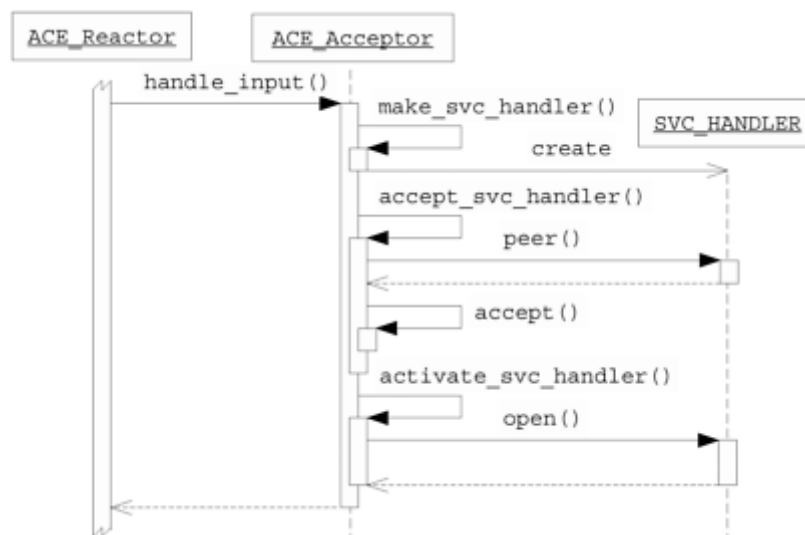 ACE_Reactor
ACE_Acceptor
handle_input()
make_svc_handler()
SVC_HANDLER
create
accept_svc_handler()
peer()
accept()
activate_svc_handler()
open()